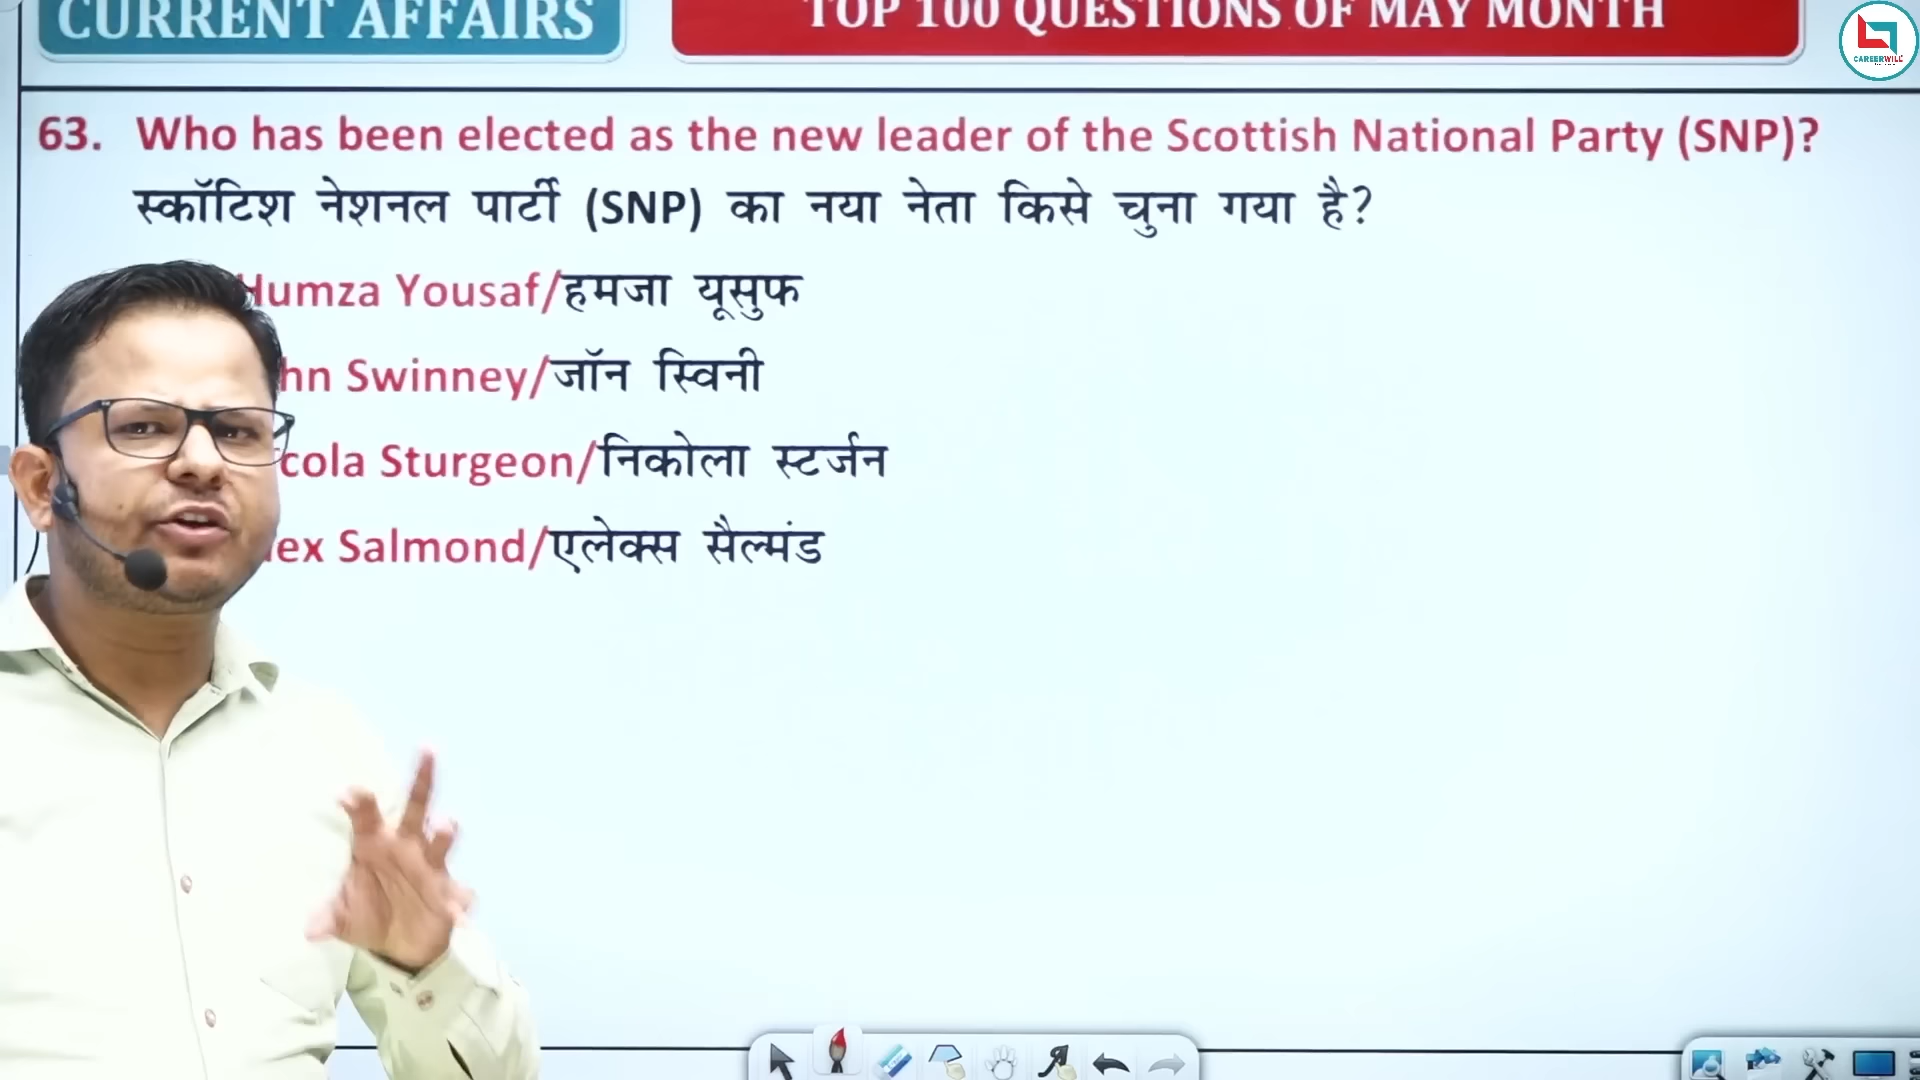 CURRENT AFFAIRS
TOP 100 QUESTIONS OF MAY MONTH
CAREERWILL
63. Who has been elected as the new leader of the Scottish National Party (SNP)?
स्कॉटिश नेशनल पार्टी (SNP) का नया नेता किसे चुना गया है?
Humza Yousaf/हमजा यूसुफ
hn Swinney/जॉन स्विनी
cola Sturgeon/निकोला स्टर्जन
lex Salmond/एलेक्स सैल्मंड